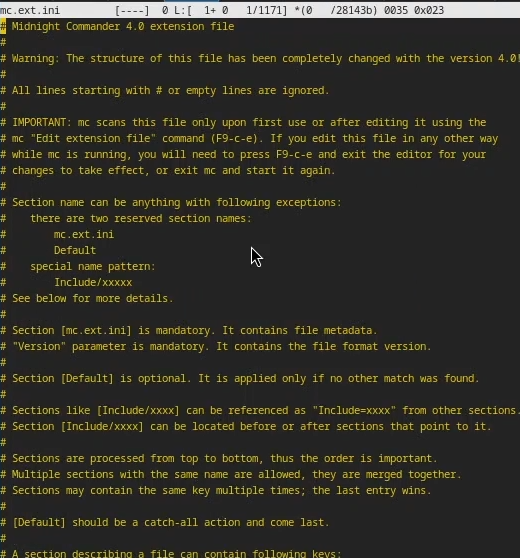 mc.ext.ini [----] 0 L:[ 1+ 0 1/1171] *(0 /28143b) 0035 0x023
# Midnight Commander 4.0 extension file
#
# Warning: The structure of this file has been completely changed with the version 4.0!
#
# All lines starting with # or empty lines are ignored.
#
# IMPORTANT: mc scans this file only upon first use or after editing it using the
# mc "Edit extension file" command (F9-c-e). If you edit this file in any other way
# while mc is running, you will need to press F9-c-e and exit the editor for your
# changes to take effect, or exit mc and start it again.
#
# Section name can be anything with following exceptions:
#    there are two reserved section names:
#        mc.ext.ini
#        Default
#    special name pattern:
#        Include/xxxxx
# See below for more details.
#
# Section [mc.ext.ini] is mandatory. It contains file metadata.
# "Version" parameter is mandatory. It contains the file format version.
#
# Section [Default] is optional. It is applied only if no other match was found.
#
# Sections like [Include/xxxx] can be referenced as "Include=xxxx" from other sections.
# Section [Include/xxxx] can be located before or after sections that point to it.
#
# Sections are processed from top to bottom, thus the order is important.
# Multiple sections with the same name are allowed, they are merged together.
# Sections may contain the same key multiple times; the last entry wins.
#
# [Default] should be a catch-all action and come last.
#
# A section describing a file can contain following keys: